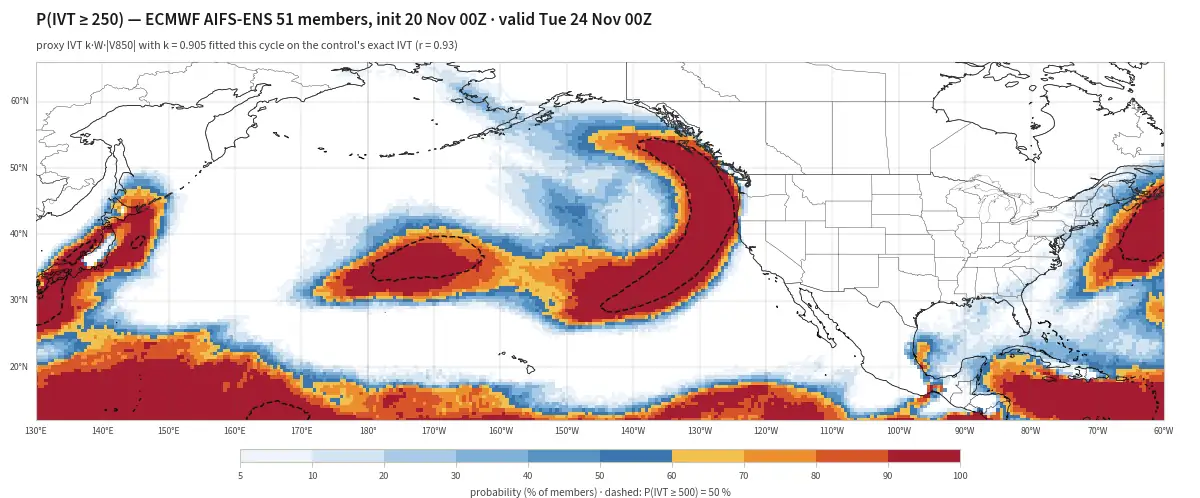 P(IVT ≥ 250) — ECMWF AIFS-ENS 51 members, init 20 Nov 00Z · valid Tue 24 Nov 00Z
proxy IVT k·W·|V850| with k = 0.905 fitted this cycle on the control's exact IVT (r = 0.93)
60°N
50°N
40°N
30°N
20°N
130°E 140°E 150°E 160°E 180° 170°W 160°W 150°W 140°W 130°W 120°W 110°W 100°W 90°W 80°W 70°W 60°W
5 10 20 30 40 50 60 70 80 90 100
probability (% of members) · dashed: P(IVT ≥ 500) = 50 %